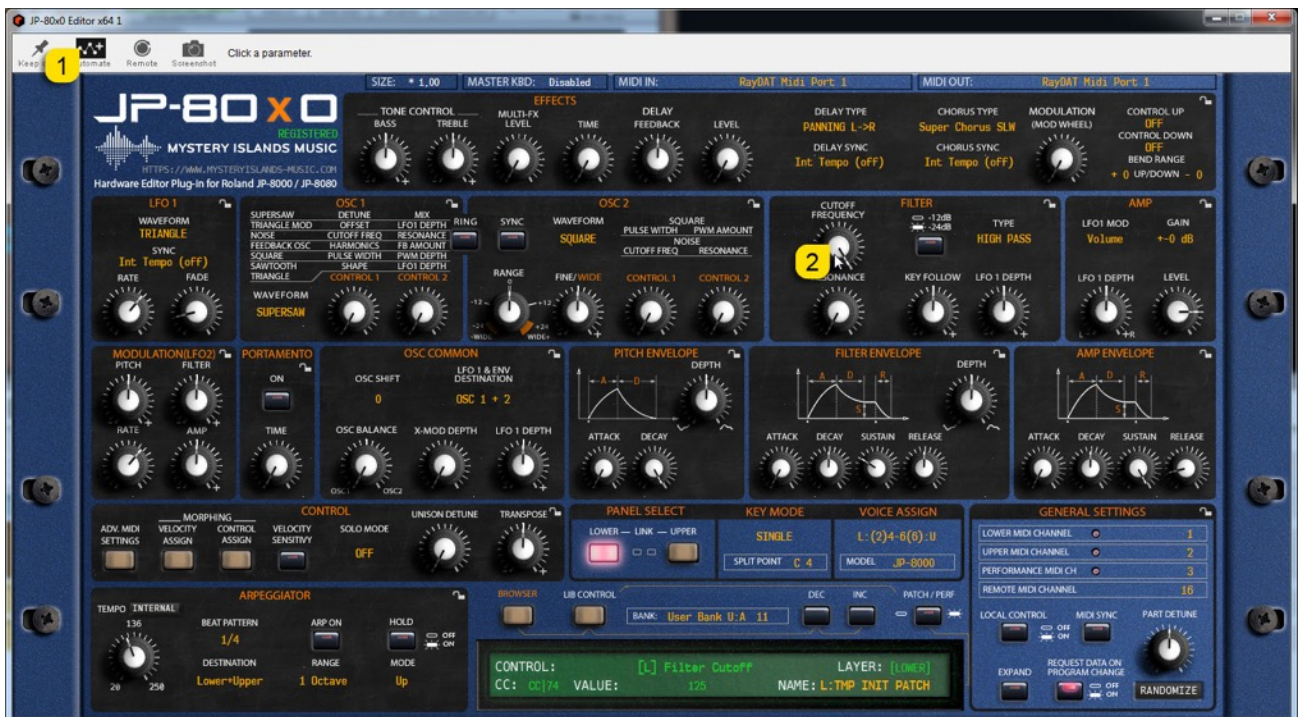 JP-80x0 Editor x64 1
Keep
Automate
Remote
Screenshot
Click a parameter.
1
SIZE: * 1,00
MASTER KBD: Disabled
MIDI IN: RayDAT Midi Port 1
MIDI OUT: RayDAT Midi Port 1
JP-80X0
REGISTERED
MYSTERY ISLANDS MUSIC
HTTPS://WWW.MYSTERYISLANDS-MUSIC.COM
Hardware Editor Plug-in for Roland JP-8000 / JP-8080
EFFECTS
TONE CONTROL
BASS
TREBLE
MULTI-FX
LEVEL
TIME
DELAY
FEEDBACK
LEVEL
DELAY TYPE
PANNING L->R
DELAY SYNC
Int Tempo (off)
CHORUS TYPE
Super Chorus SLW
CHORUS SYNC
Int Tempo (off)
MODULATION
(MOD WHEEL)
CONTROL UP
OFF
CONTROL DOWN
OFF
BEND RANGE
+ 0 UP/DOWN - 0
LFO 1
WAVEFORM
TRIANGLE
SYNC
Int Tempo (off)
RATE
FADE
OSC 1
SUPERSAW DETUNE MIX
TRIANGLE MOD OFFSET LFO1 DEPTH
NOISE CUTOFF FREQ RESONANCE
FEEDBACK OSC HARMONICS FB AMOUNT
SQUARE PULSE WIDTH PWM DEPTH
SAWTOOTH SHAPE LFO1 DEPTH
TRIANGLE CONTROL 1 CONTROL 2
WAVEFORM
SUPERSAW
RING
OSC 2
SYNC
WAVEFORM
SQUARE
SQUARE
PULSE WITDH PWM AMOUNT
NOISE
CUTOFF FREQ RESONANCE
RANGE
0
-12
+12
-24
+24
-WIDE
WIDE+
FINE/WIDE
CONTROL 1
CONTROL 2
FILTER
CUTOFF
FREQUENCY
-12dB
-24dB
TYPE
HIGH PASS
2
RESONANCE
KEY FOLLOW
LFO 1 DEPTH
AMP
LFO1 MOD
Volume
GAIN
+-0 dB
LFO 1 DEPTH
LEVEL
L
R
MODULATION(LFO2)
PITCH
FILTER
RATE
AMP
PORTAMENTO
ON
TIME
OSC COMMON
OSC SHIFT
0
LFO 1 & ENV
DESTINATION
OSC 1 + 2
OSC BALANCE
X-MOD DEPTH
LFO 1 DEPTH
OSC1
OSC2
PITCH ENVELOPE
A
D
DEPTH
ATTACK
DECAY
FILTER ENVELOPE
A
D
R
S
DEPTH
ATTACK
DECAY
SUSTAIN
RELEASE
AMP ENVELOPE
A
D
R
S
ATTACK
DECAY
SUSTAIN
RELEASE
CONTROL
ADV. MIDI
SETTINGS
MORPHING
VELOCITY
ASSIGN
CONTROL
ASSIGN
VELOCITY
SENSITIVY
SOLO MODE
OFF
UNISON DETUNE
TRANSPOSE
PANEL SELECT
LOWER — LINK — UPPER
KEY MODE
SINGLE
SPLIT POINT C 4
VOICE ASSIGN
L:(2)4-6(6):U
MODEL JP-8000
GENERAL SETTINGS
LOWER MIDI CHANNEL 1
UPPER MIDI CHANNEL 2
PERFORMANCE MIDI CH 3
REMOTE MIDI CHANNEL 16
LOCAL CONTROL
OFF
ON
MIDI SYNC
PART DETUNE
EXPAND
REQUEST DATA ON
PROGRAM CHANGE
OFF
ON
RANDOMIZE
ARPEGGIATOR
TEMPO INTERNAL
136
20
250
BEAT PATTERN
1/4
DESTINATION
Lower+Upper
ARP ON
RANGE
1 Octave
HOLD
OFF
ON
MODE
Up
BROWSER
LIB CONTROL
BANK: User Bank U:A 11
DEC
INC
PATCH / PERF
CONTROL: [L] Filter Cutoff LAYER: [LOWER]
CC: CC|74 VALUE: 125 NAME: L:TMP INIT PATCH